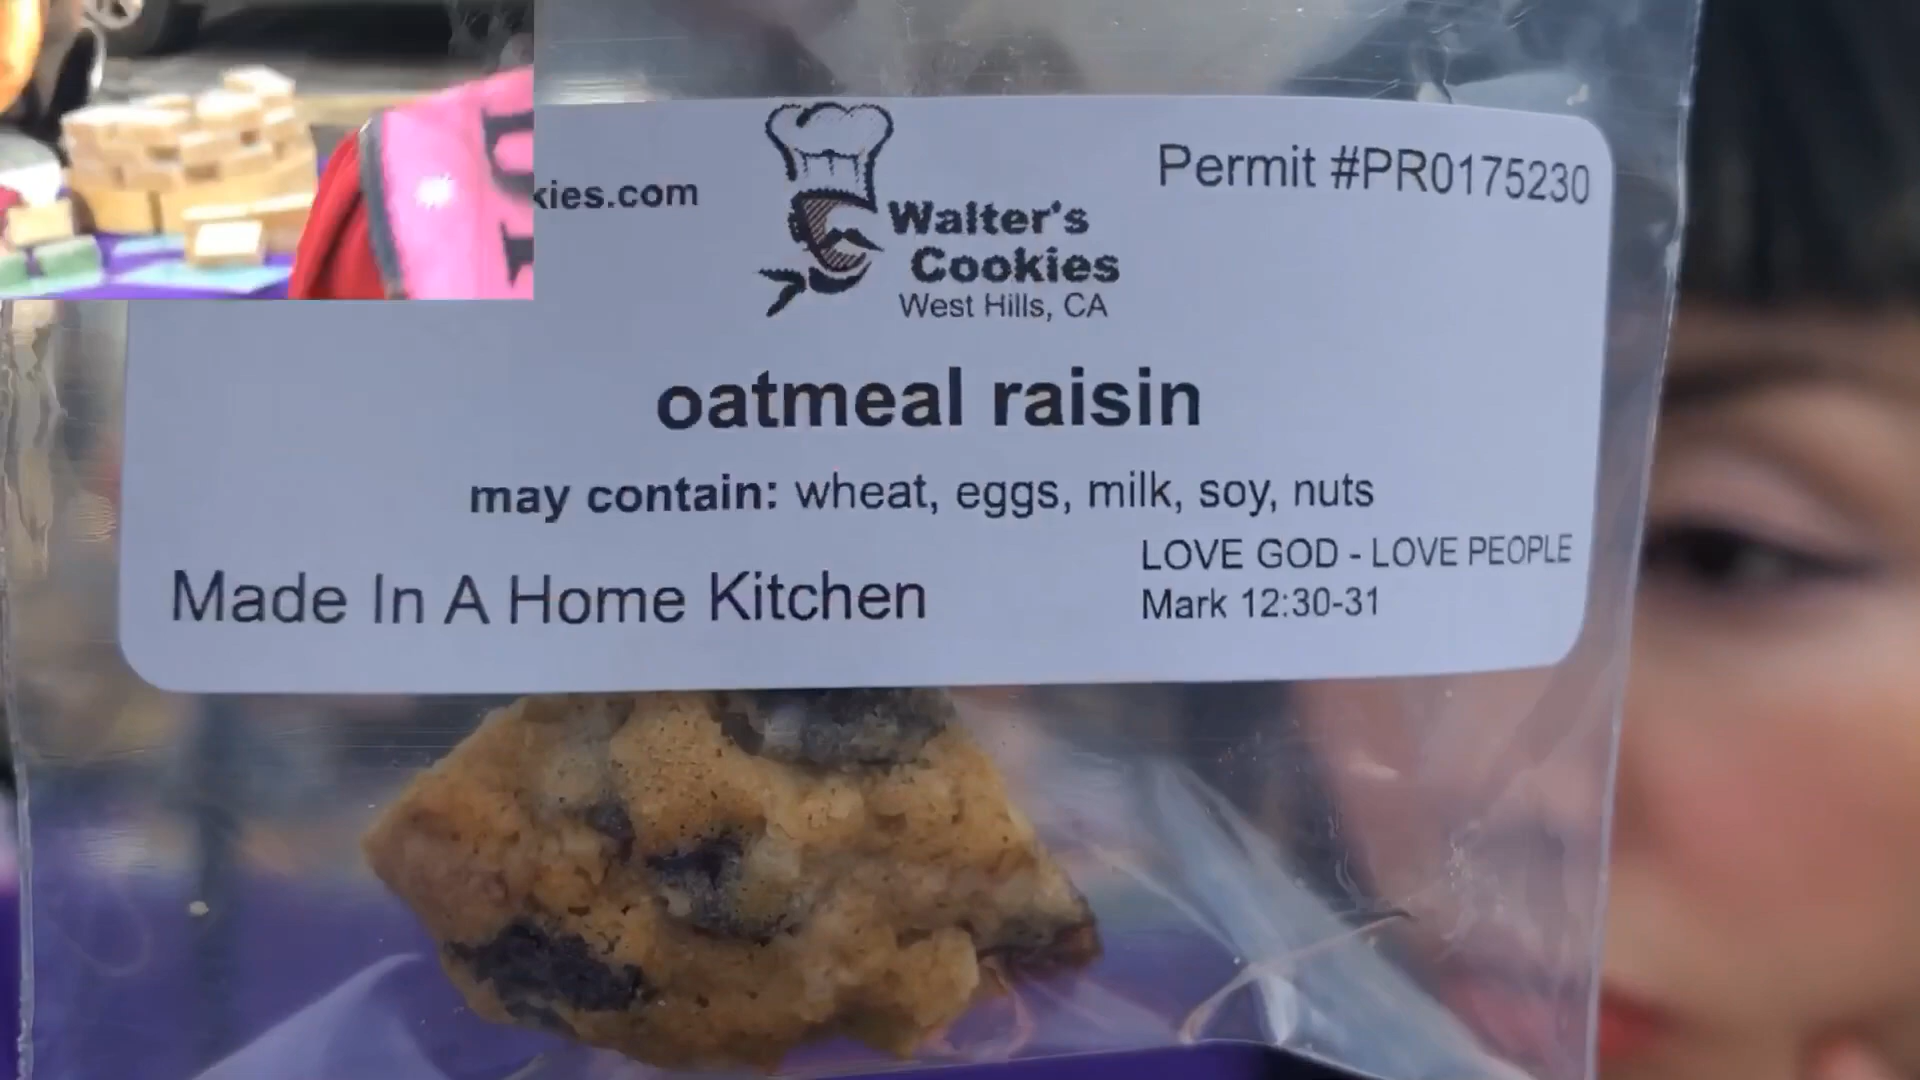 kies.com
Permit #PR0175230
Walter's
Cookies
West Hills, CA
oatmeal raisin
may contain: wheat, eggs, milk, soy, nuts
LOVE GOD - LOVE PEOPLE
Mark 12:30-31
Made In A Home Kitchen